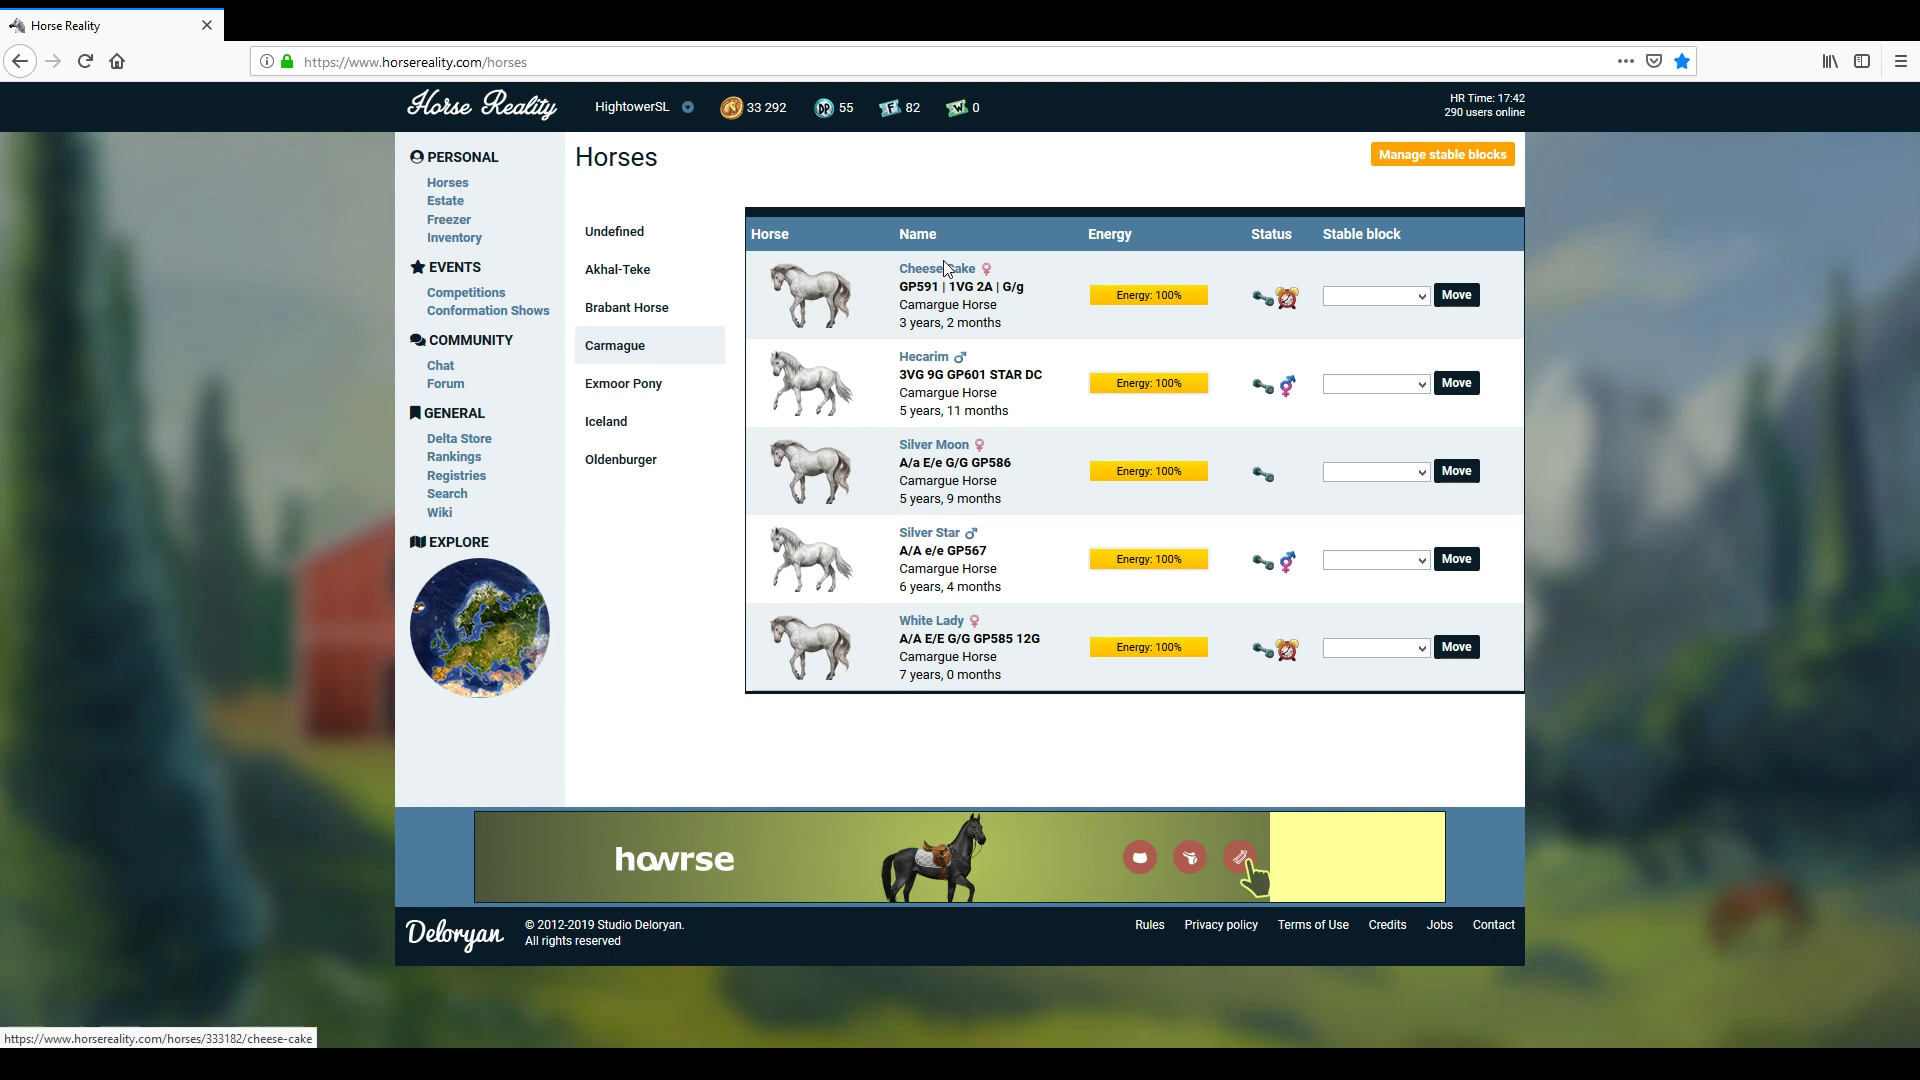 Horse Reality
https://www.horsereality.com/horses
Horse Reality
HightowerSL
33 292
DP
55
F
82
W
0
HR Time: 17:42
290 users online
PERSONAL
Horses
Estate
Freezer
Inventory
EVENTS
Competitions
Conformation Shows
COMMUNITY
Chat
Forum
GENERAL
Delta Store
Rankings
Registries
Search
Wiki
EXPLORE
Horses
Manage stable blocks
Undefined
Akhal-Teke
Brabant Horse
Carmague
Exmoor Pony
Iceland
Oldenburger
Horse Name Energy Status Stable block
Cheese Cake ♀
GP591 | 1VG 2A | G/g
Camargue Horse
3 years, 2 months
Energy: 100%
Move
Hecarim ♂
3VG 9G GP601 STAR DC
Camargue Horse
5 years, 11 months
Energy: 100%
Move
Silver Moon ♀
A/a E/e G/G GP586
Camargue Horse
5 years, 9 months
Energy: 100%
Move
Silver Star ♂
A/A e/e GP567
Camargue Horse
6 years, 4 months
Energy: 100%
Move
White Lady ♀
A/A E/E G/G GP585 12G
Camargue Horse
7 years, 0 months
Energy: 100%
Move
howrse
Deloryan
© 2012-2019 Studio Deloryan.
All rights reserved
Rules Privacy policy Terms of Use Credits Jobs Contact
https://www.horsereality.com/horses/333182/cheese-cake